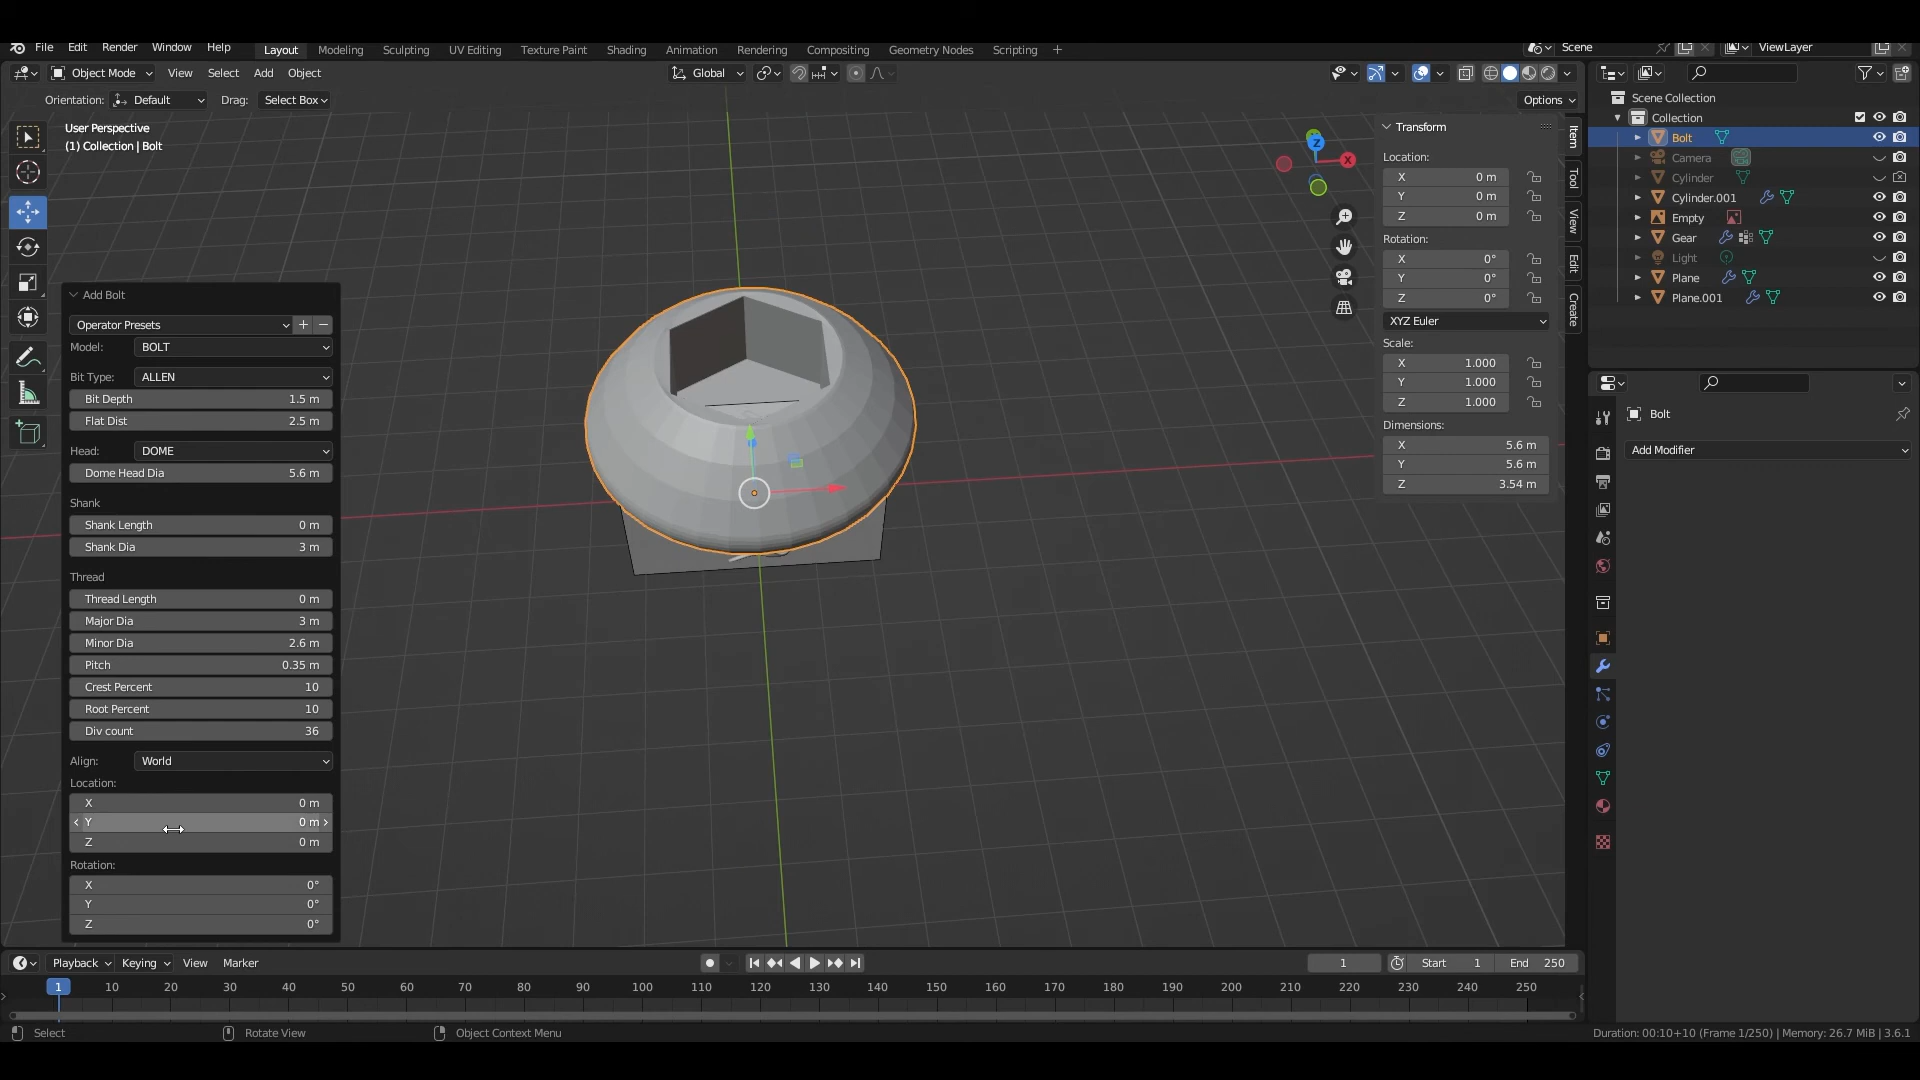 File Edit Render Window Help Layout Modeling Sculpting UV Editing Texture Paint Shading Animation Rendering Compositing Geometry Nodes Scripting + Scene ViewLayer
Object Mode View Select Add Object Global
Orientation: Default Drag: Select Box Options
User Perspective
(1) Collection | Bolt
Add Bolt
Operator Presets + −
Model: BOLT
Bit Type: ALLEN
Bit Depth 1.5 m
Flat Dist 2.5 m
Head: DOME
Dome Head Dia 5.6 m
Shank
Shank Length 0 m
Shank Dia 3 m
Thread
Thread Length 0 m
Major Dia 3 m
Minor Dia 2.6 m
Pitch 0.35 m
Crest Percent 10
Root Percent 10
Div count 36
Align: World
Location:
X 0 m
Y 0 m
Z 0 m
Rotation:
X 0°
Y 0°
Z 0°
Z
X
Transform
Location:
X 0 m
Y 0 m
Z 0 m
Rotation:
X 0°
Y 0°
Z 0°
XYZ Euler
Scale:
X 1.000
Y 1.000
Z 1.000
Dimensions:
X 5.6 m
Y 5.6 m
Z 3.54 m
Item
Tool
View
Edit
Create
Scene Collection
Collection
Bolt
Camera
Cylinder
Cylinder.001
Empty
Gear
Light
Plane
Plane.001
Bolt
Add Modifier
Playback Keying View Marker 1 Start 1 End 250
1 10 20 30 40 50 60 70 80 90 100 110 120 130 140 150 160 170 180 190 200 210 220 230 240 250
Select Rotate View Object Context Menu Duration: 00:10+10 (Frame 1/250) | Memory: 26.7 MiB | 3.6.1